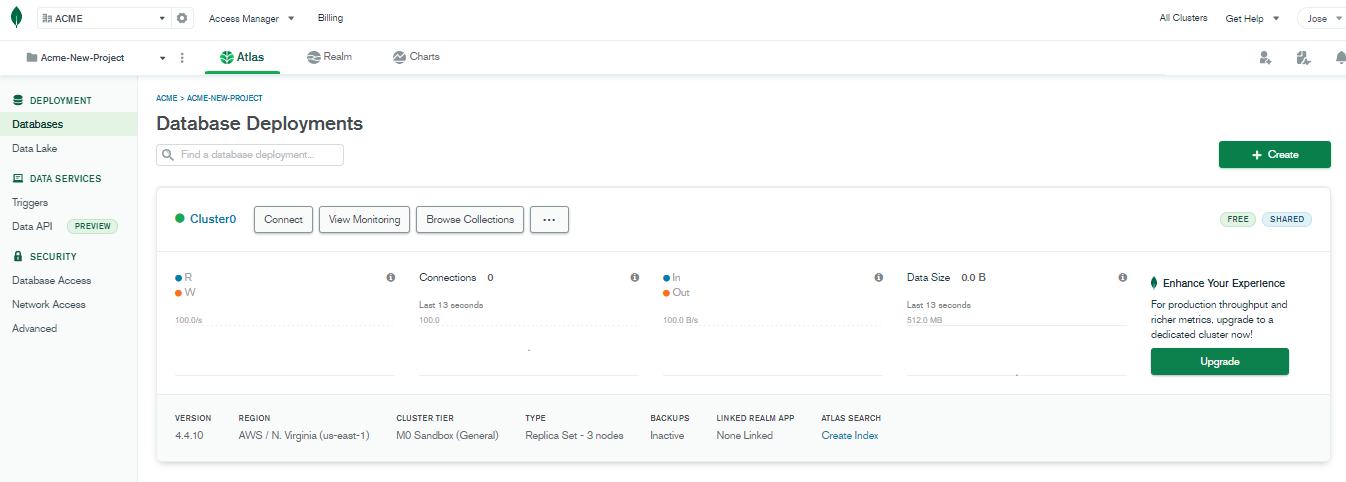 ACME Access Manager Billing All Clusters Get Help Jose
Acme-New-Project Atlas Realm Charts
DEPLOYMENT
Databases
Data Lake
DATA SERVICES
Triggers
Data API PREVIEW
SECURITY
Database Access
Network Access
Advanced
ACME > ACME-NEW-PROJECT
Database Deployments
Find a database deployment...
+ Create
Cluster0 Connect View Monitoring Browse Collections ... FREE SHARED
R
W
100.0/s
Connections 0
Last 13 seconds
100.0
In
Out
100.0 B/s
Data Size 0.0 B
Last 13 seconds
512.0 MB
Enhance Your Experience
For production throughput and
richer metrics, upgrade to a
dedicated cluster now!
Upgrade
VERSION REGION CLUSTER TIER TYPE BACKUPS LINKED REALM APP ATLAS SEARCH
4.4.10 AWS / N. Virginia (us-east-1) M0 Sandbox (General) Replica Set - 3 nodes Inactive None Linked Create Index